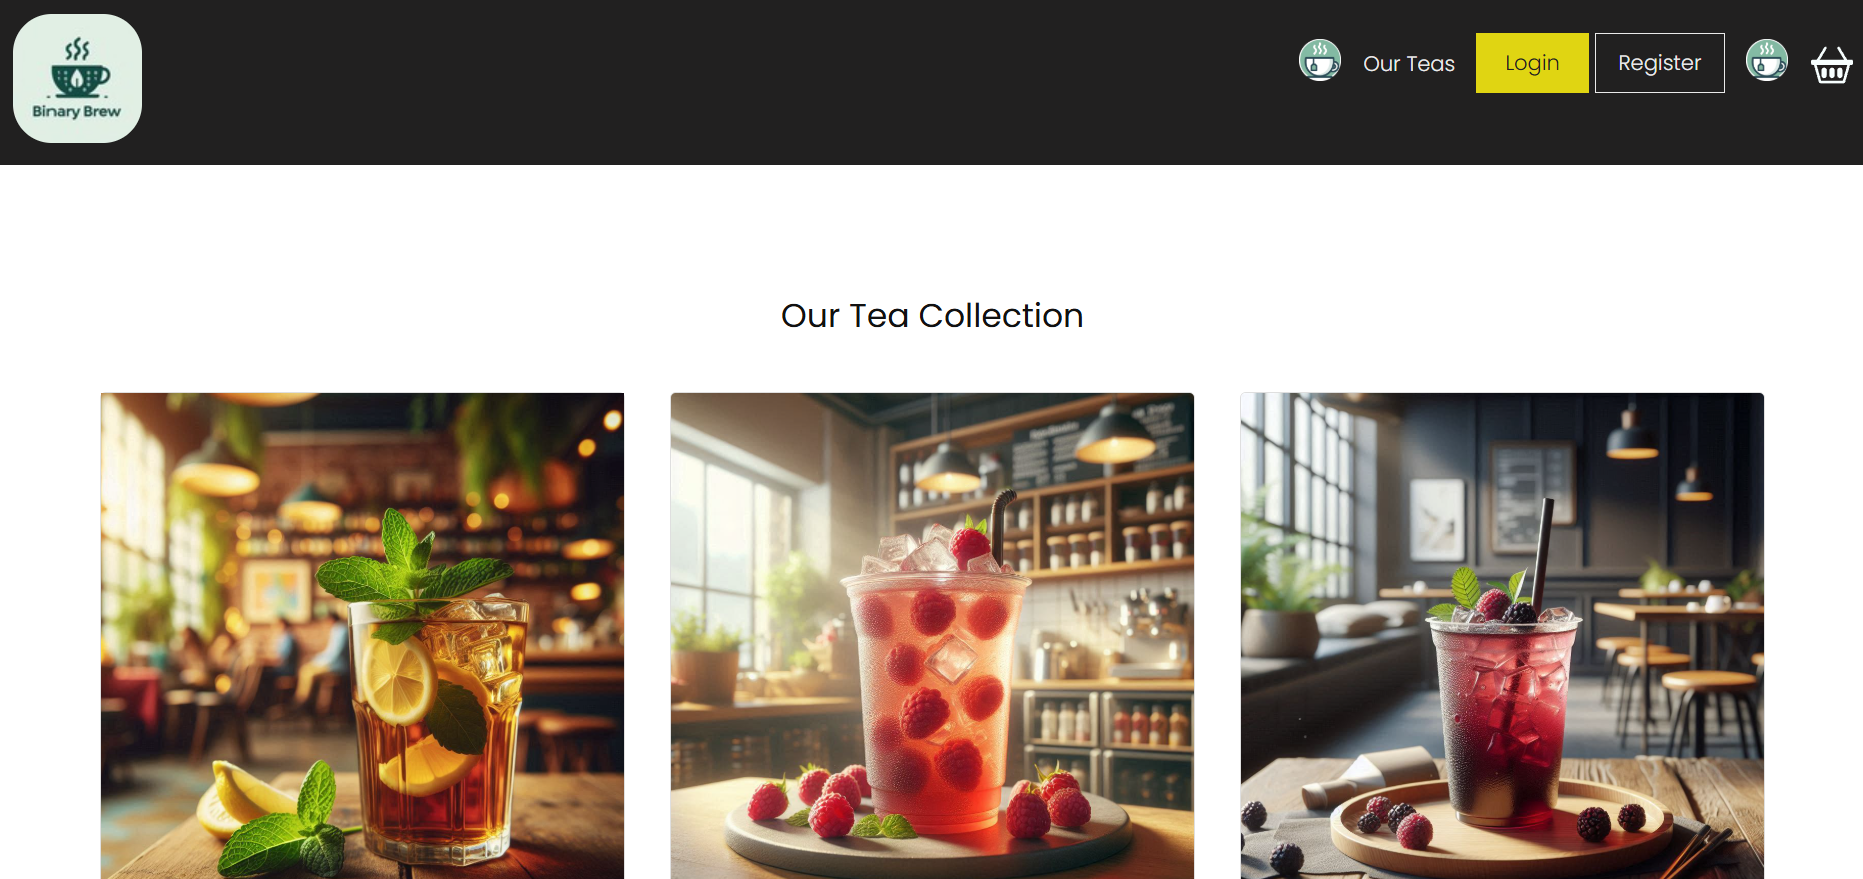 Binary Brew
Our Teas
Login
Register
Our Tea Collection